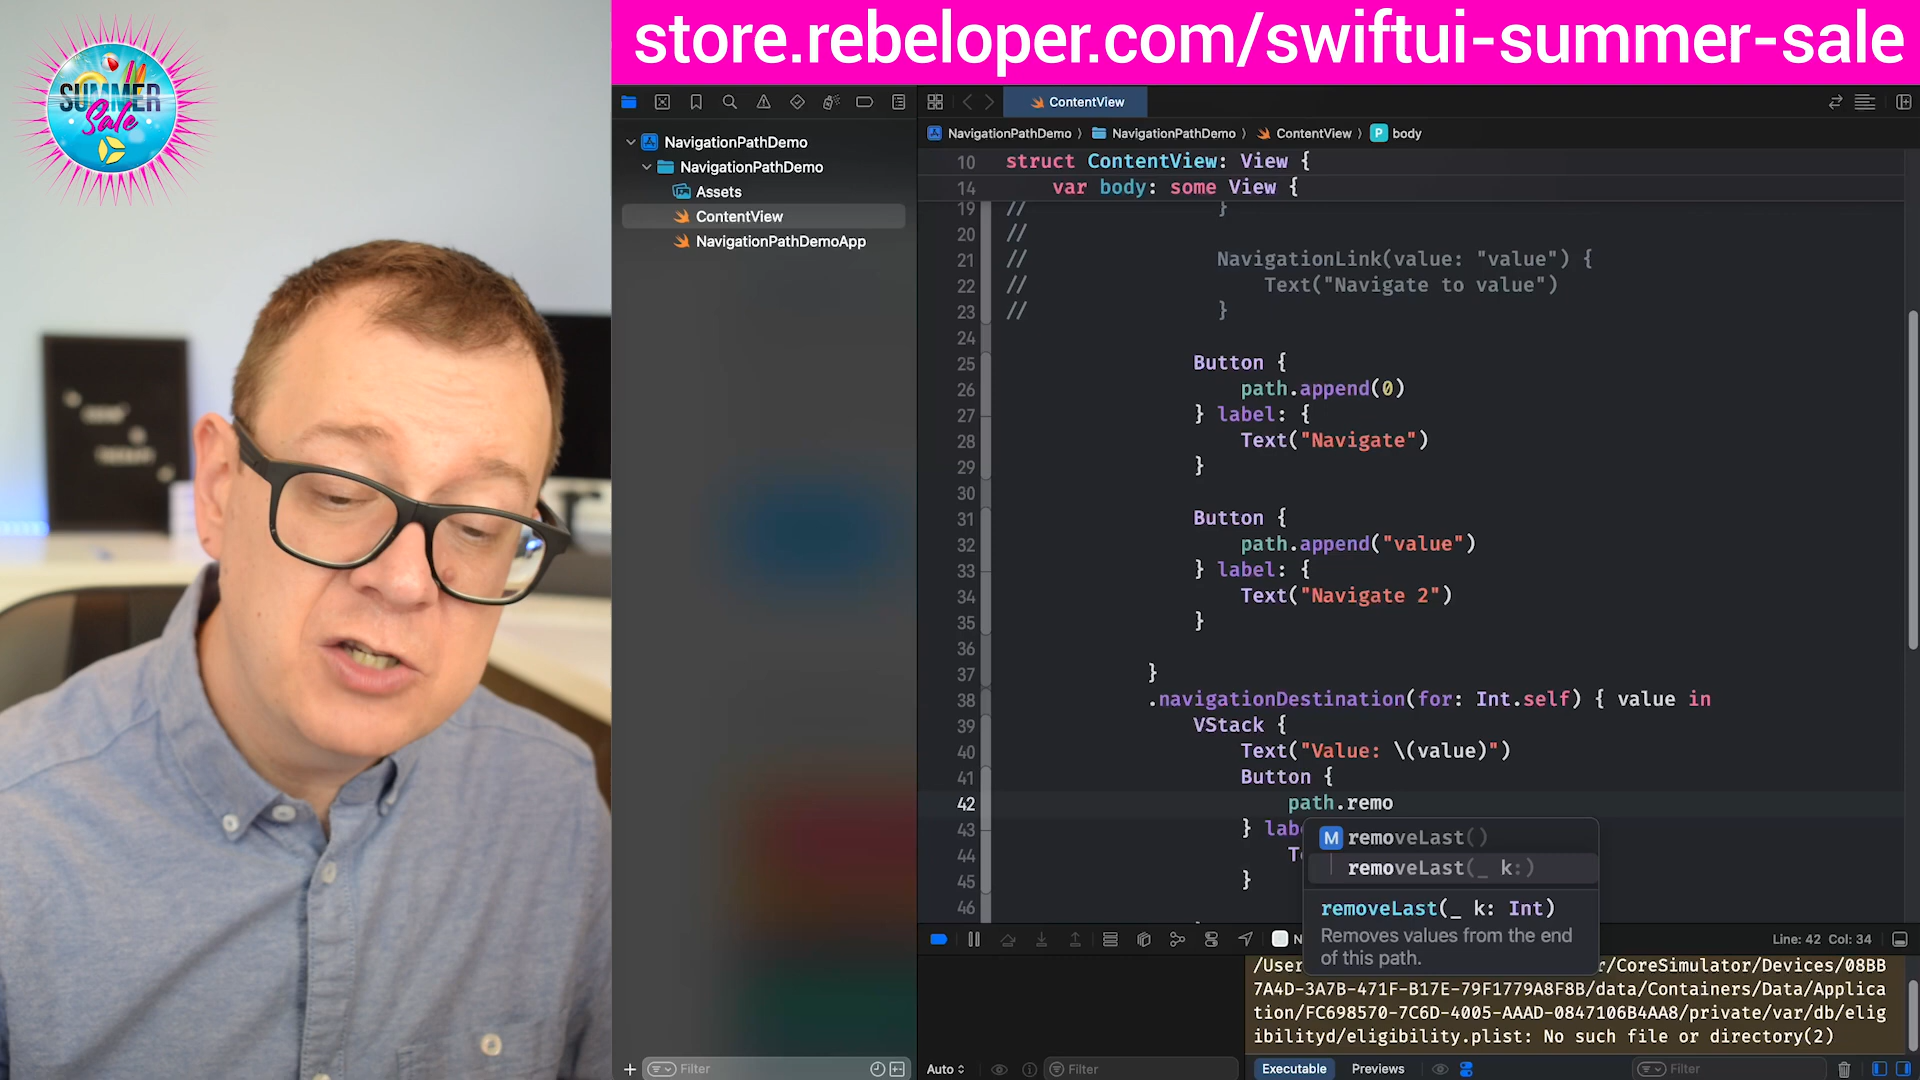 store.rebeloper.com/swiftui-summer-sale
SUMMER
Sale
ContentView
NavigationPathDemo
NavigationPathDemo
Assets
ContentView
NavigationPathDemoApp
NavigationPathDemo ⟩ NavigationPathDemo ⟩ ContentView ⟩ P body
10 struct ContentView: View {
14 var body: some View {
19 // }
20 //
21 // NavigationLink(value: "value") {
22 // Text("Navigate to value")
23 // }
24
25 Button {
26 path.append(0)
27 } label: {
28 Text("Navigate")
29 }
30
31 Button {
32 path.append("value")
33 } label: {
34 Text("Navigate 2")
35 }
36
37 }
38 .navigationDestination(for: Int.self) { value in
39 VStack {
40 Text("Value: \(value)")
41 Button {
42 path.remo
43 } lab
44 T
45 }
46
M removeLast()
removeLast(_ k:)
removeLast(_ k: Int)
Removes values from the end
of this path.
N
Line: 42 Col: 34
/User
r/CoreSimulator/Devices/08BB
7A4D-3A7B-471F-B17E-79F1779A8F8B/data/Containers/Data/Applica
tion/FC698570-7C6D-4005-AAAD-0847106B4AA8/private/var/db/elig
ibilityd/eligibility.plist: No such file or directory(2)
Filter
Auto
Filter
Executable
Previews
Filter